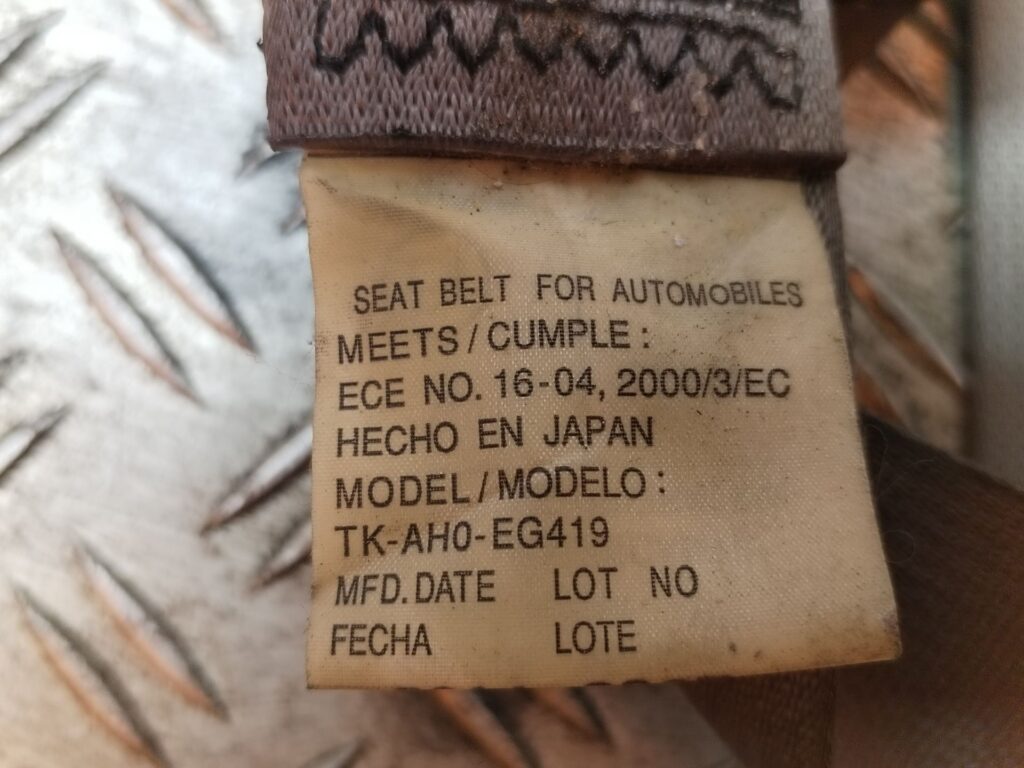 SEAT BELT FOR AUTOMOBILES
MEETS / CUMPLE :
ECE NO. 16-04, 2000/3/EC
HECHO EN JAPAN
MODEL / MODELO :
TK-AH0-EG419
MFD. DATE LOT NO
FECHA LOTE